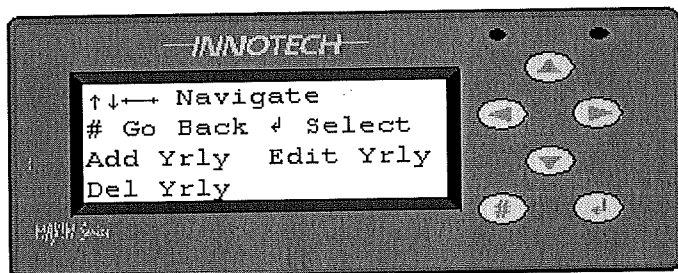 INNOTECH
↑↓←→ Navigate
# Go Back ↲ Select
Add Yrly Edit Yrly
Del Yrly
#